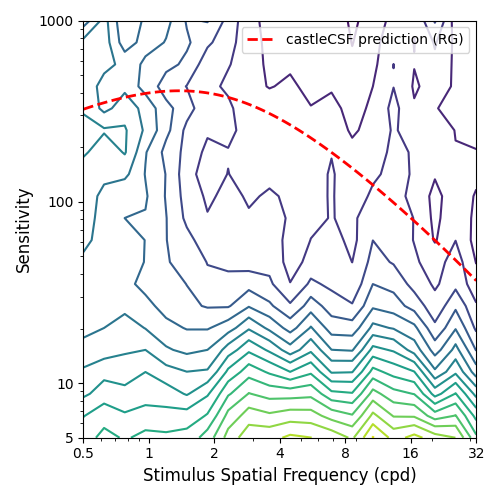 1000
castleCSF prediction (RG)
100
10
5
Sensitivity
0.5 1 2 4 8 16 32
Stimulus Spatial Frequency (cpd)